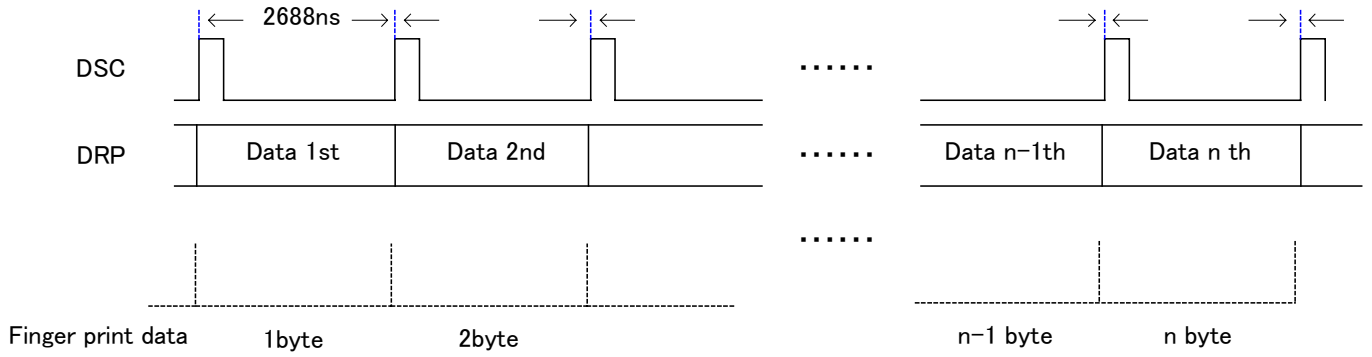 2688ns
DSC
......
DRP Data 1st Data 2nd ...... Data n-1th Data n th
......
Finger print data 1byte 2byte n-1 byte n byte